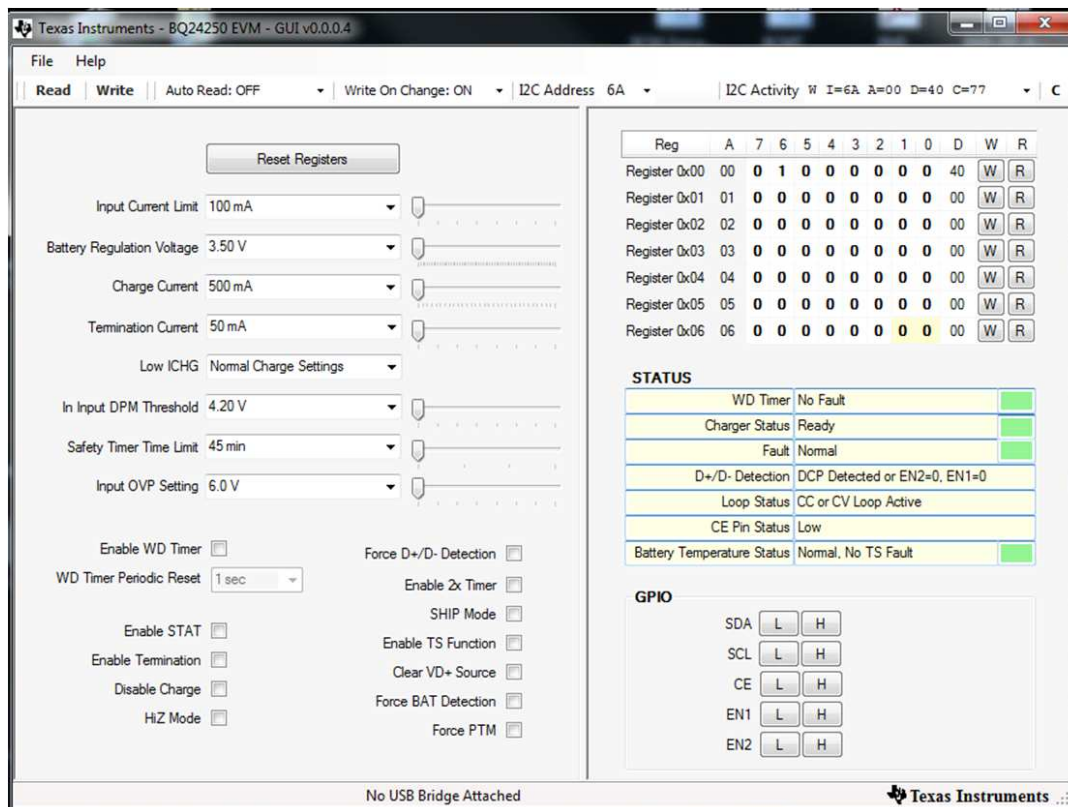 Texas Instruments - BQ24250 EVM - GUI v0.0.0.4
File Help
Read Write Auto Read: OFF Write On Change: ON I2C Address 6A I2C Activity W I=6A A=00 D=40 C=77 C
Reset Registers
Input Current Limit 100 mA
Battery Regulation Voltage 3.50 V
Charge Current 500 mA
Termination Current 50 mA
Low ICHG Normal Charge Settings
In Input DPM Threshold 4.20 V
Safety Timer Time Limit 45 min
Input OVP Setting 6.0 V
Enable WD Timer
WD Timer Periodic Reset 1 sec
Enable STAT
Enable Termination
Disable Charge
HiZ Mode
Force D+/D- Detection
Enable 2x Timer
SHIP Mode
Enable TS Function
Clear VD+ Source
Force BAT Detection
Force PTM
Reg A 7 6 5 4 3 2 1 0 D W R
Register 0x00 00 0 1 0 0 0 0 0 0 40 W R
Register 0x01 01 0 0 0 0 0 0 0 0 00 W R
Register 0x02 02 0 0 0 0 0 0 0 0 00 W R
Register 0x03 03 0 0 0 0 0 0 0 0 00 W R
Register 0x04 04 0 0 0 0 0 0 0 0 00 W R
Register 0x05 05 0 0 0 0 0 0 0 0 00 W R
Register 0x06 06 0 0 0 0 0 0 0 0 00 W R
STATUS
WD Timer No Fault
Charger Status Ready
Fault Normal
D+/D- Detection DCP Detected or EN2=0, EN1=0
Loop Status CC or CV Loop Active
CE Pin Status Low
Battery Temperature Status Normal, No TS Fault
GPIO
SDA L H
SCL L H
CE L H
EN1 L H
EN2 L H
No USB Bridge Attached
Texas Instruments